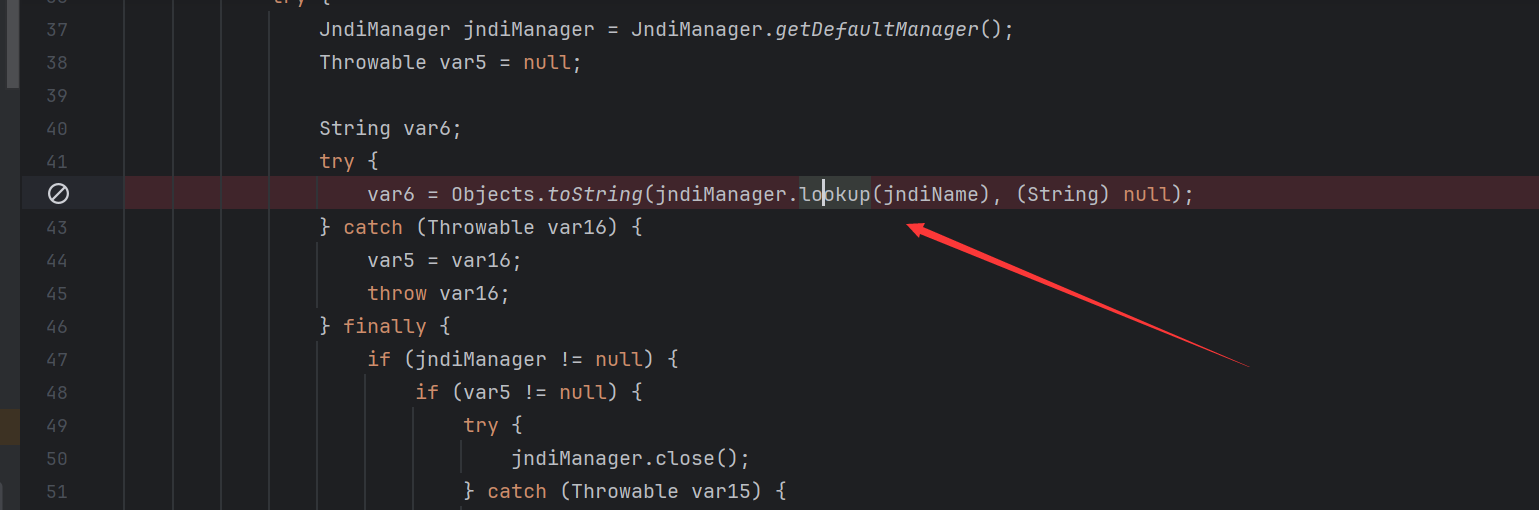 try {
37 JndiManager jndiManager = JndiManager.getDefaultManager();
38 Throwable var5 = null;
39
40 String var6;
41 try {
var6 = Objects.toString(jndiManager.lookup(jndiName), (String) null);
43 } catch (Throwable var16) {
44 var5 = var16;
45 throw var16;
46 } finally {
47 if (jndiManager != null) {
48 if (var5 != null) {
49 try {
50 jndiManager.close();
51 } catch (Throwable var15) {